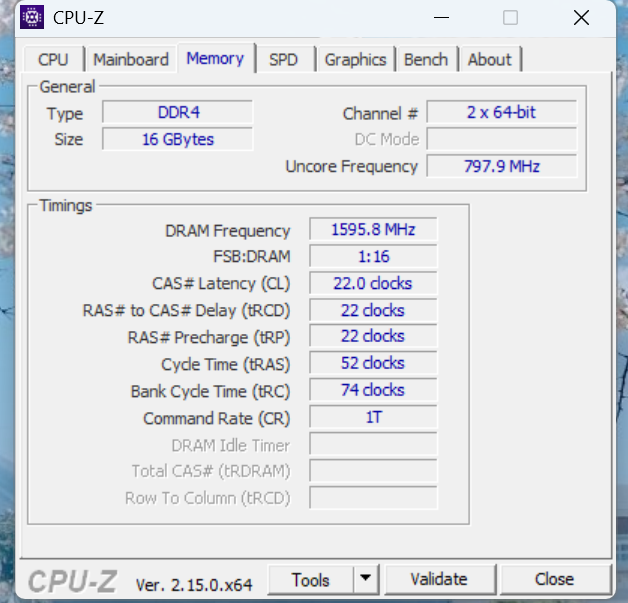 CPU-Z
CPU Mainboard Memory SPD Graphics Bench About
General
Type DDR4 Channel # 2 x 64-bit
Size 16 GBytes DC Mode
Uncore Frequency 797.9 MHz
Timings
DRAM Frequency 1595.8 MHz
FSB:DRAM 1:16
CAS# Latency (CL) 22.0 clocks
RAS# to CAS# Delay (tRCD) 22 clocks
RAS# Precharge (tRP) 22 clocks
Cycle Time (tRAS) 52 clocks
Bank Cycle Time (tRC) 74 clocks
Command Rate (CR) 1T
DRAM Idle Timer
Total CAS# (tRDRAM)
Row To Column (tRCD)
CPU-Z Ver. 2.15.0.x64 Tools Validate Close